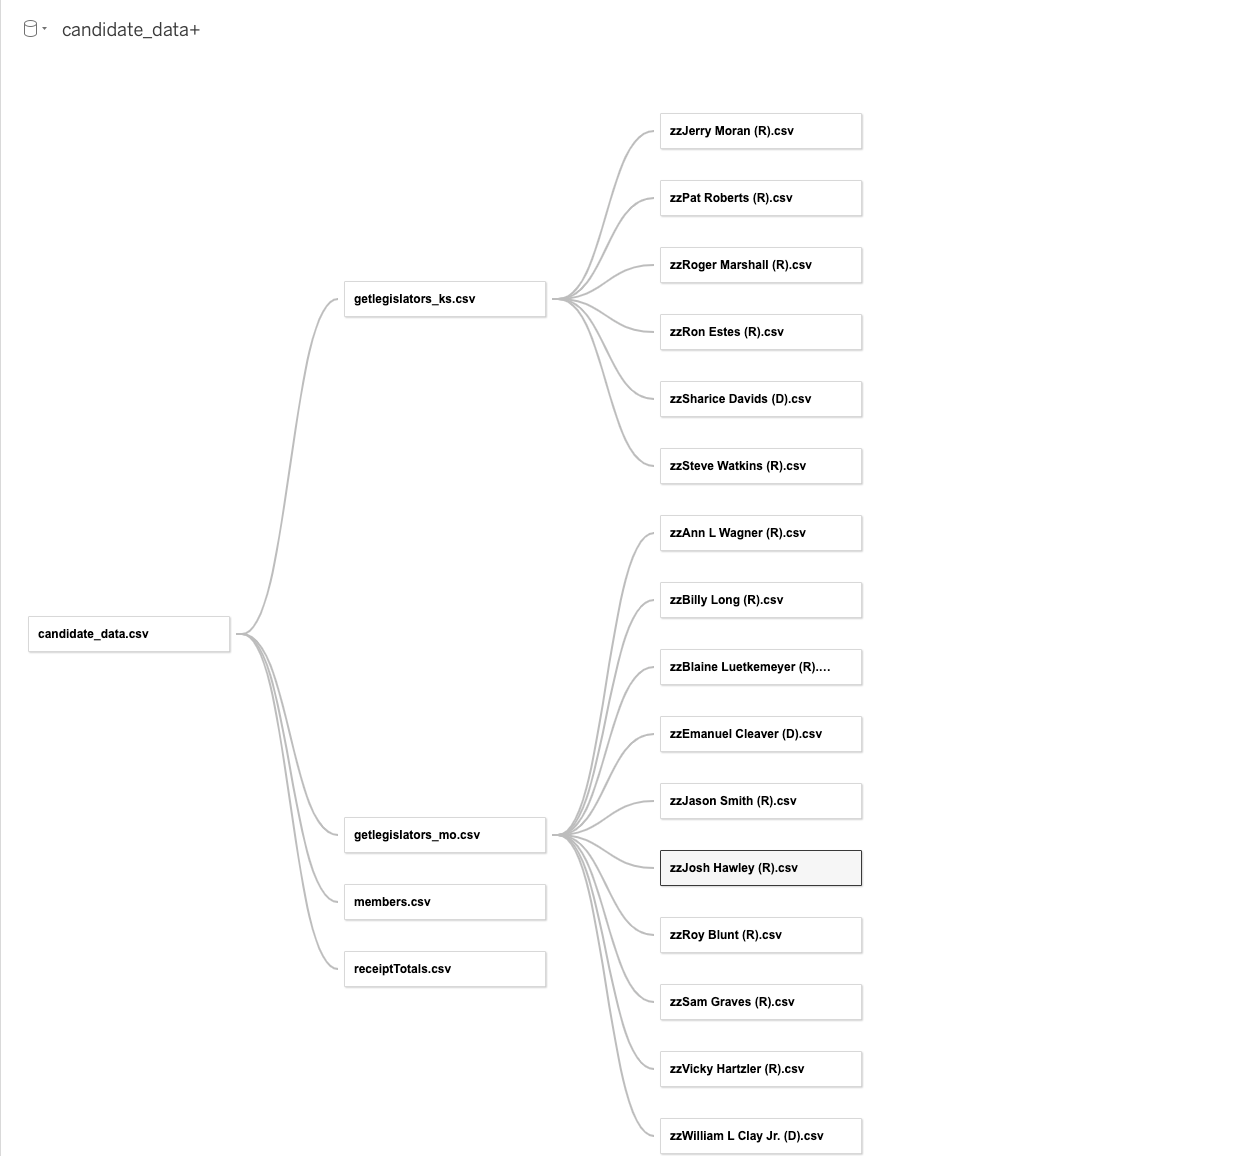 candidate_data+
zzJerry Moran (R).csv
zzPat Roberts (R).csv
zzRoger Marshall (R).csv
getlegislators_ks.csv
zzRon Estes (R).csv
zzSharice Davids (D).csv
zzSteve Watkins (R).csv
zzAnn L Wagner (R).csv
zzBilly Long (R).csv
candidate_data.csv
zzBlaine Luetkemeyer (R)....
zzEmanuel Cleaver (D).csv
zzJason Smith (R).csv
getlegislators_mo.csv
zzJosh Hawley (R).csv
members.csv
zzRoy Blunt (R).csv
receiptTotals.csv
zzSam Graves (R).csv
zzVicky Hartzler (R).csv
zzWilliam L Clay Jr. (D).csv